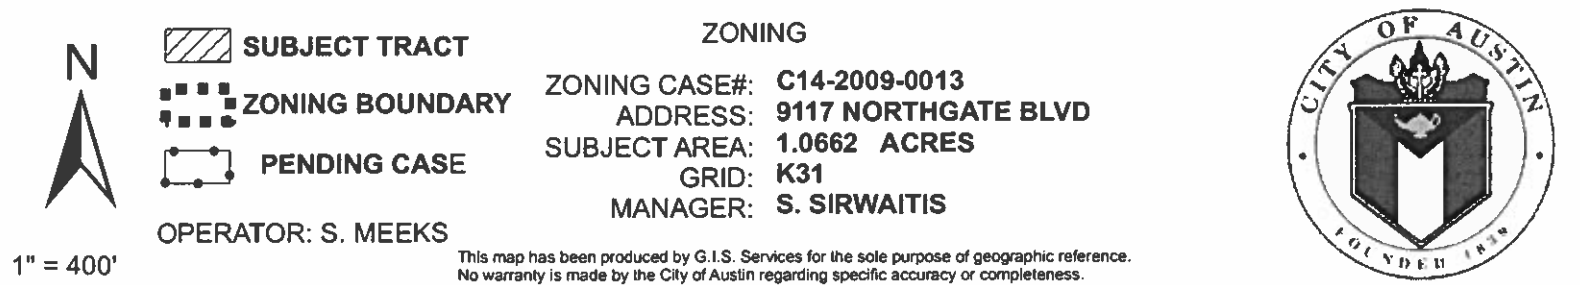 N
1" = 400'
SUBJECT TRACT
ZONING BOUNDARY
PENDING CASE
OPERATOR: S. MEEKS
ZONING
ZONING CASE#: C14-2009-0013
ADDRESS: 9117 NORTHGATE BLVD
SUBJECT AREA: 1.0662 ACRES
GRID: K31
MANAGER: S. SIRWAITIS
This map has been produced by G.I.S. Services for the sole purpose of geographic reference.
No warranty is made by the City of Austin regarding specific accuracy or completeness.
CITY OF AUSTIN
FOUNDED 1839